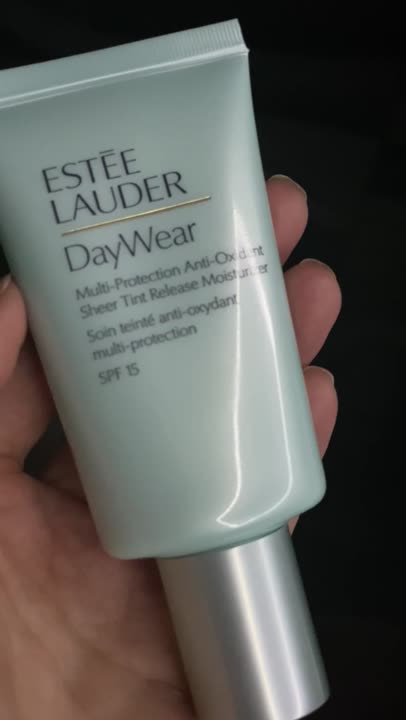 ESTĒE
LAUDER
DayWear
Multi-Protection Anti-Oxidant
Sheer Tint Release Moisturizer
Soin teinté anti-oxydant
multi-protection
SPF 15